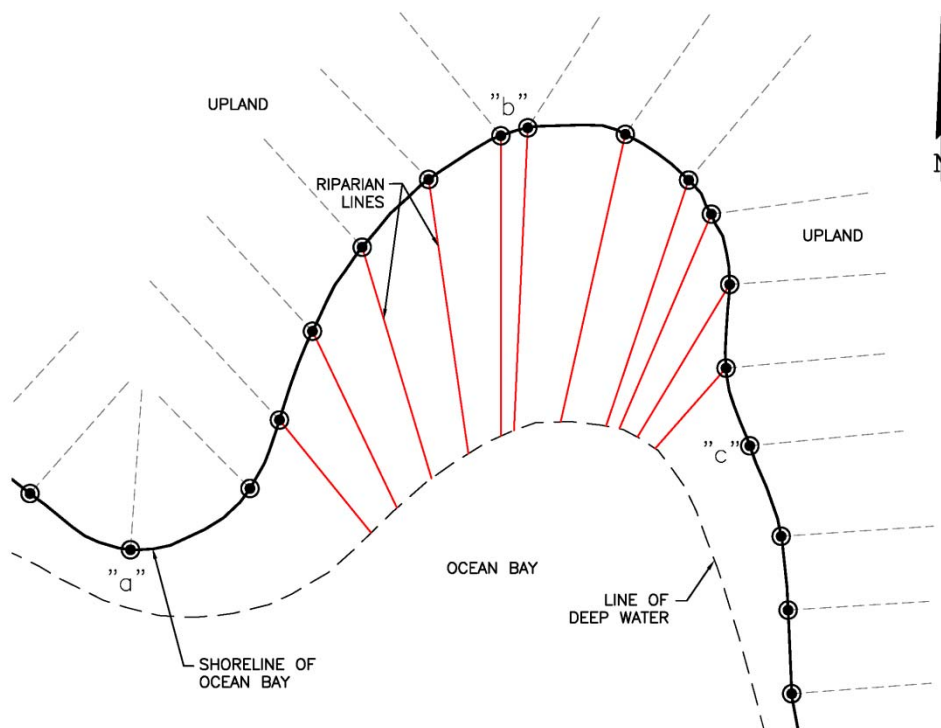 UPLAND
"b"
RIPARIAN
LINES
UPLAND
"c"
OCEAN BAY
"a"
LINE OF
DEEP WATER
SHORELINE OF
OCEAN BAY